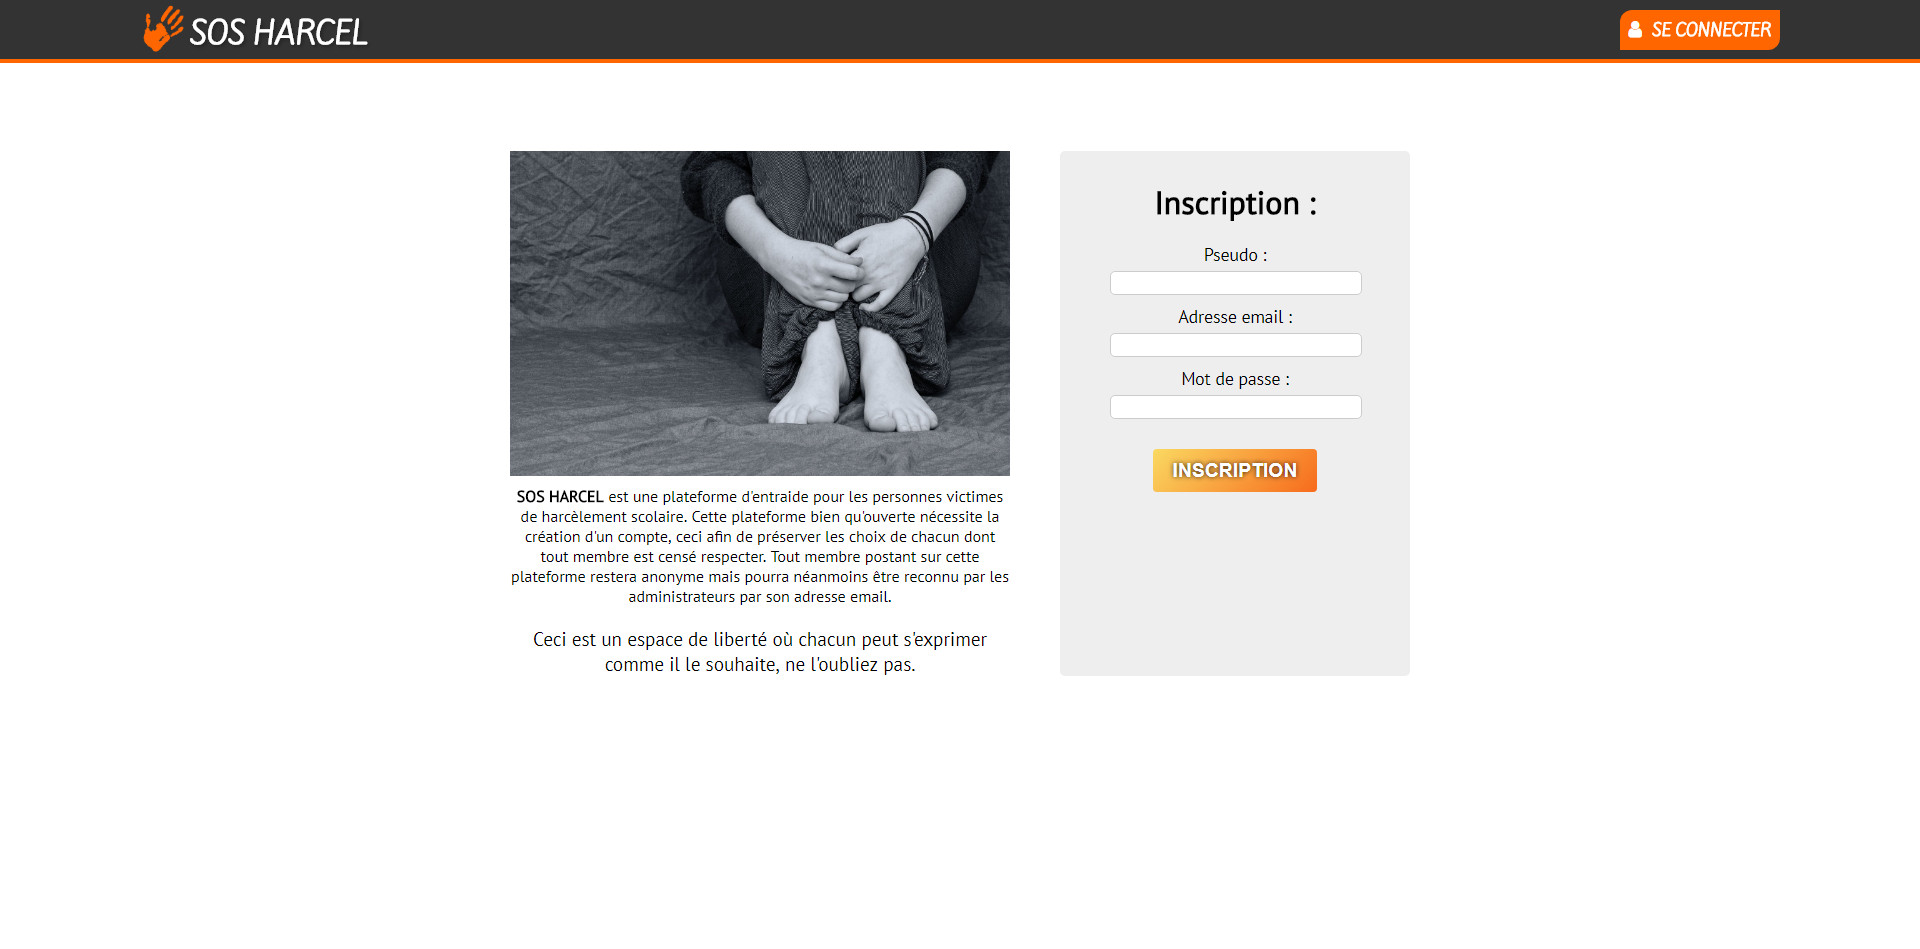 SOS HARCEL
SE CONNECTER
SOS HARCEL est une plateforme d'entraide pour les personnes victimes
de harcèlement scolaire. Cette plateforme bien qu'ouverte nécessite la
création d'un compte, ceci afin de préserver les choix de chacun dont
tout membre est censé respecter. Tout membre postant sur cette
plateforme restera anonyme mais pourra néanmoins être reconnu par les
administrateurs par son adresse email.
Ceci est un espace de liberté où chacun peut s'exprimer
comme il le souhaite, ne l'oubliez pas.
Inscription :
Pseudo :
Adresse email :
Mot de passe :
INSCRIPTION